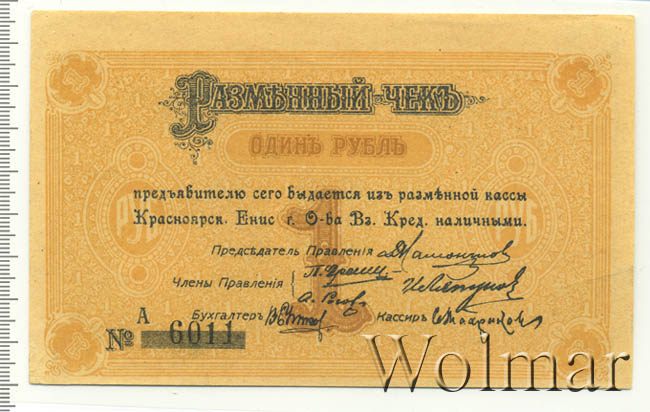 Размѣнный-чекъ
ОДИНЪ РУБЛЬ
предъявителю сего выдается изъ размѣнной кассы
Красноярск. Енис г. О-ва Вз. Кред. наличными.
Предсѣдатель Правленія
Члены Правленія
Бухгалтеръ Кассиръ
А
№ 6011
1
Wolmar